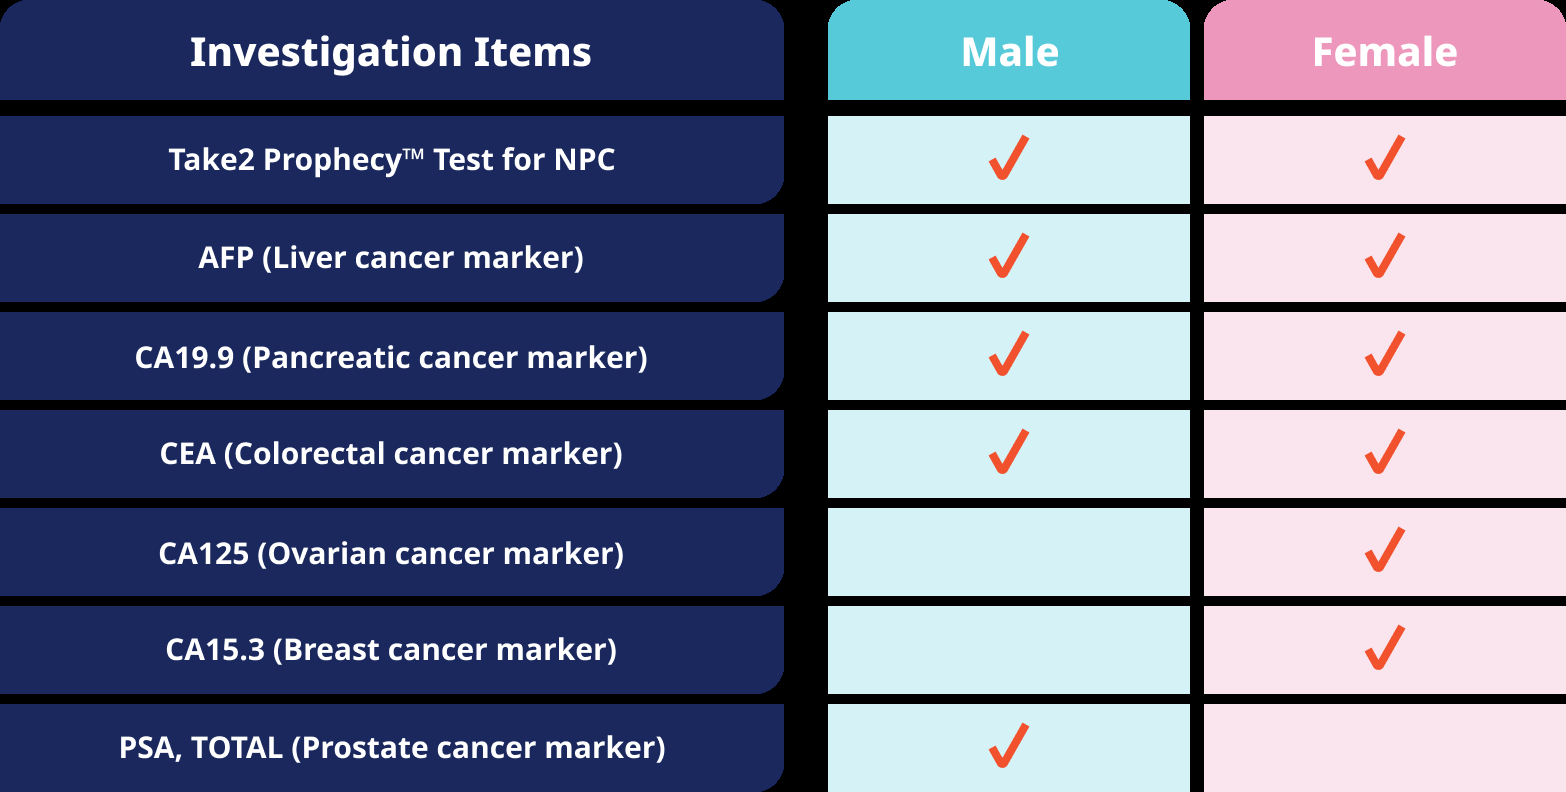 Investigation Items Male Female
Take2 Prophecy™ Test for NPC ✓ ✓
AFP (Liver cancer marker) ✓ ✓
CA19.9 (Pancreatic cancer marker) ✓ ✓
CEA (Colorectal cancer marker) ✓ ✓
CA125 (Ovarian cancer marker) ✓
CA15.3 (Breast cancer marker) ✓
PSA, TOTAL (Prostate cancer marker) ✓